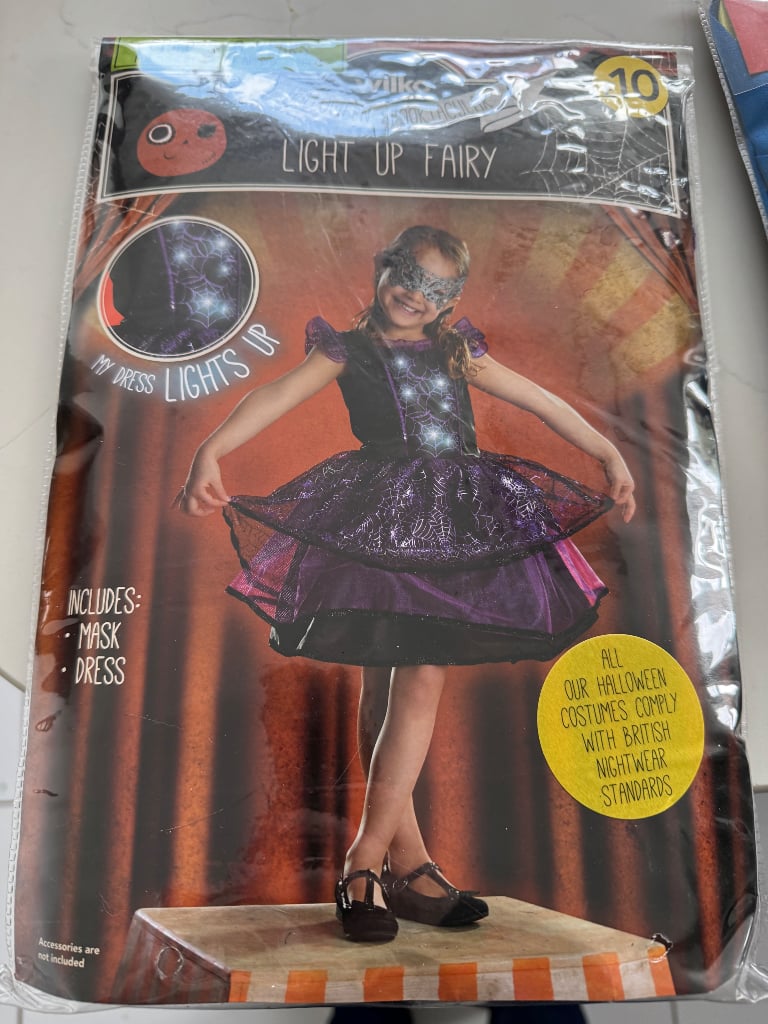 wilko
10
LIGHT UP FAIRY
MY DRESS LIGHTS UP
INCLUDES:
• MASK
• DRESS
ALL
OUR HALLOWEEN
COSTUMES COMPLY
WITH BRITISH
NIGHTWEAR
STANDARDS
Accessories are
not included